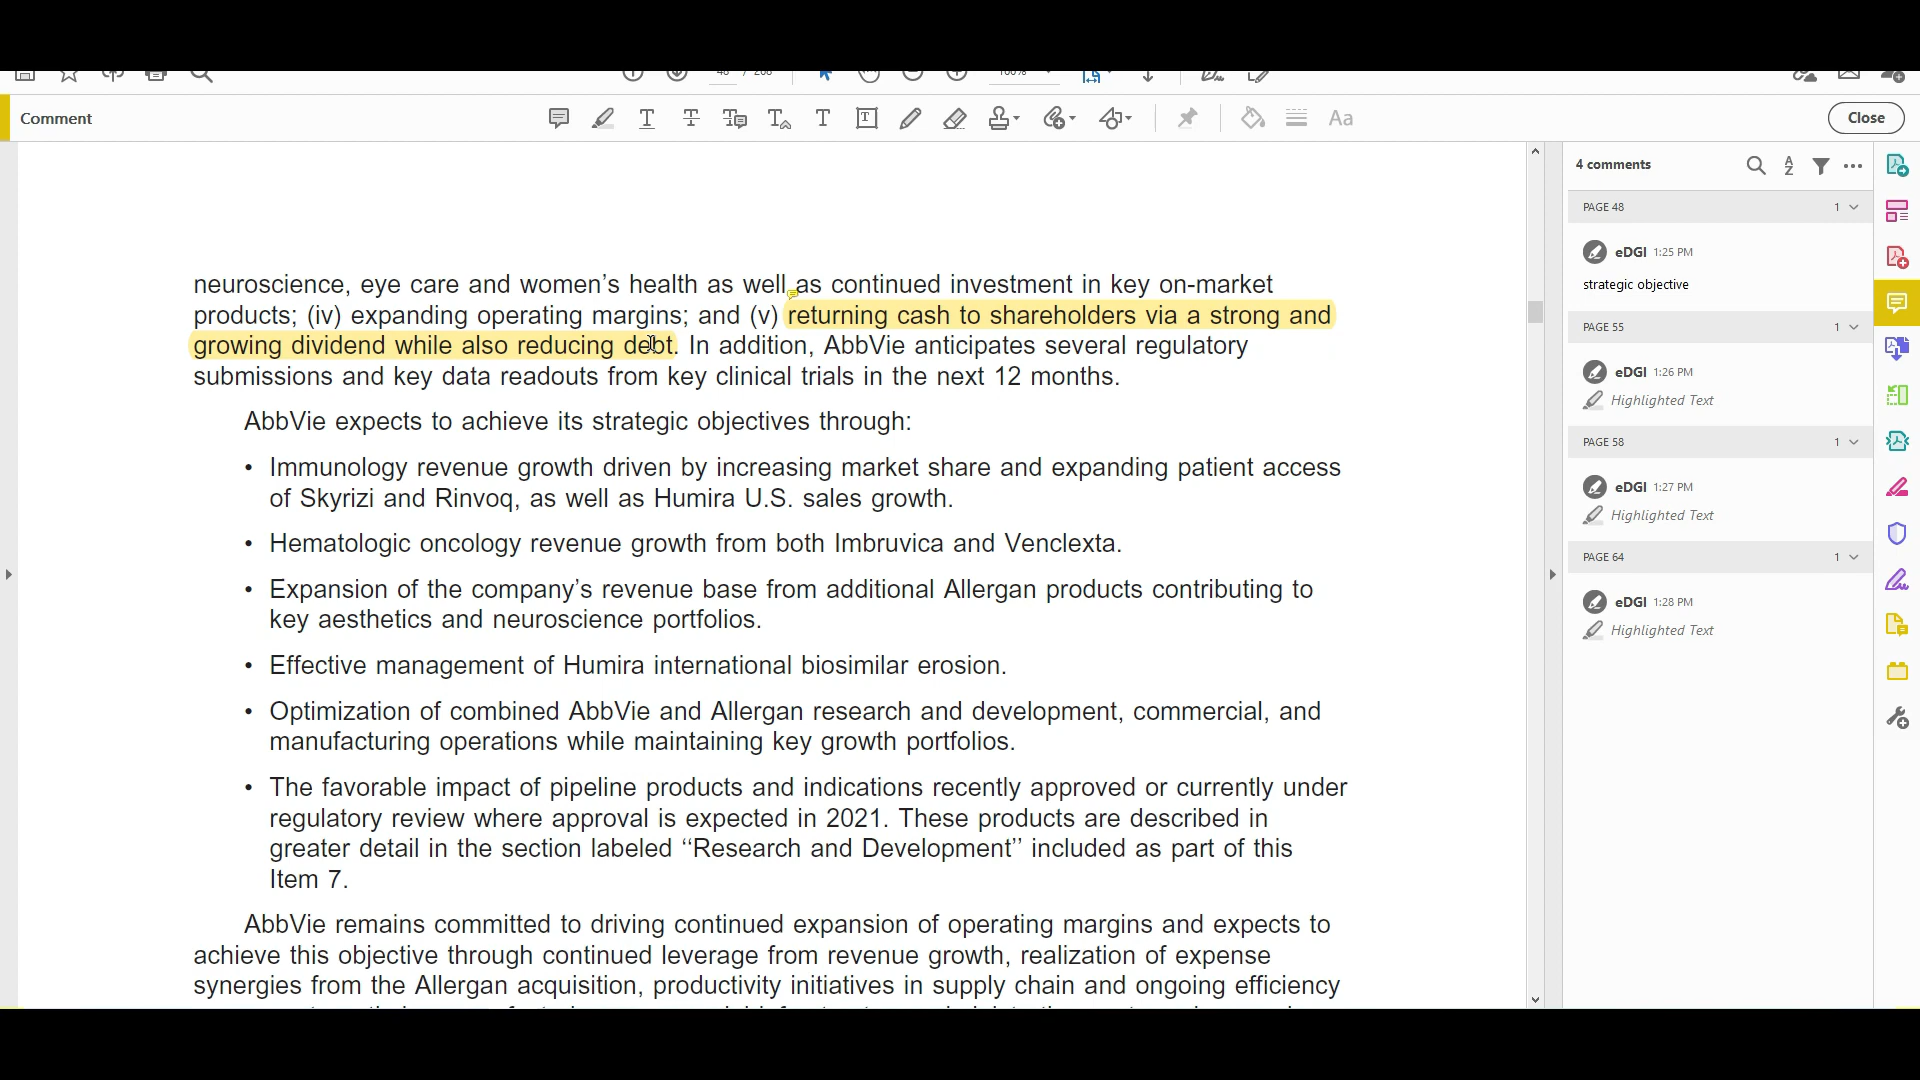 Comment
Aa
Close
4 comments
PAGE 48 1
eDGI 1:25 PM
strategic objective
PAGE 55 1
eDGI 1:26 PM
Highlighted Text
PAGE 58 1
eDGI 1:27 PM
Highlighted Text
PAGE 64 1
eDGI 1:28 PM
Highlighted Text
neuroscience, eye care and women’s health as well as continued investment in key on-market
products; (iv) expanding operating margins; and (v) returning cash to shareholders via a strong and
growing dividend while also reducing debt. In addition, AbbVie anticipates several regulatory
submissions and key data readouts from key clinical trials in the next 12 months.
AbbVie expects to achieve its strategic objectives through:
• Immunology revenue growth driven by increasing market share and expanding patient access
of Skyrizi and Rinvoq, as well as Humira U.S. sales growth.
• Hematologic oncology revenue growth from both Imbruvica and Venclexta.
• Expansion of the company’s revenue base from additional Allergan products contributing to
key aesthetics and neuroscience portfolios.
• Effective management of Humira international biosimilar erosion.
• Optimization of combined AbbVie and Allergan research and development, commercial, and
manufacturing operations while maintaining key growth portfolios.
• The favorable impact of pipeline products and indications recently approved or currently under
regulatory review where approval is expected in 2021. These products are described in
greater detail in the section labeled ‘‘Research and Development’’ included as part of this
Item 7.
AbbVie remains committed to driving continued expansion of operating margins and expects to
achieve this objective through continued leverage from revenue growth, realization of expense
synergies from the Allergan acquisition, productivity initiatives in supply chain and ongoing efficiency